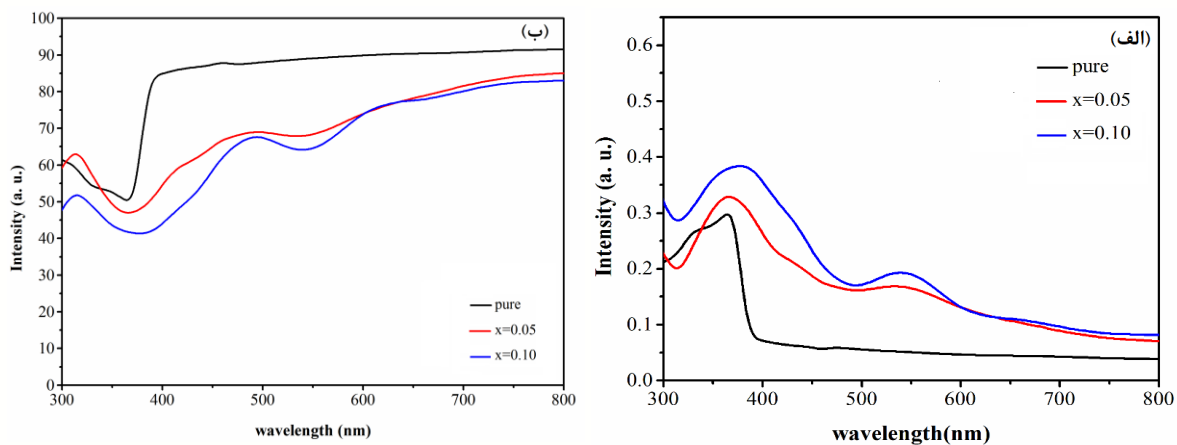 (ب)
100
90
80
70
60
50
40
30
20
10
0
Intensity (a. u.)
pure
x=0.05
x=0.10
300 400 500 600 700 800
wavelength (nm)
(الف)
0.6
0.5
0.4
0.3
0.2
0.1
0.0
Intensity (a. u.)
pure
x=0.05
x=0.10
300 400 500 600 700 800
wavelength(nm)